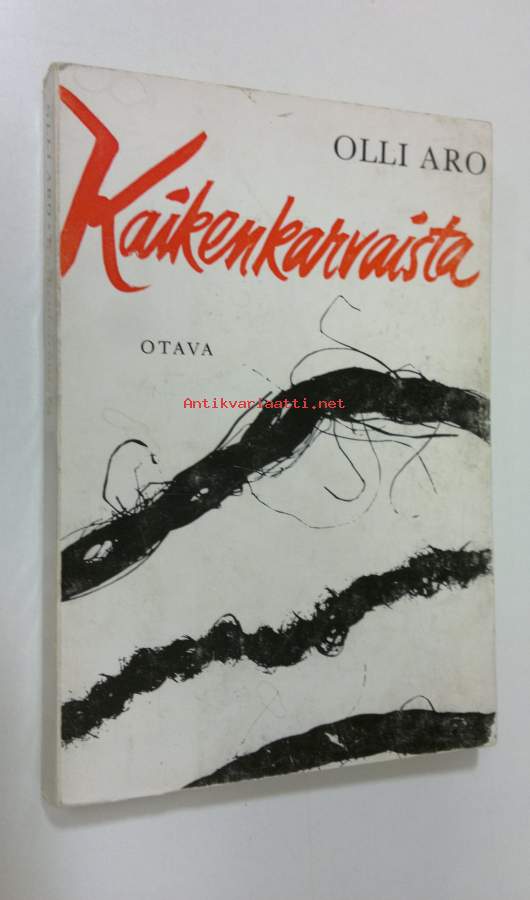 OLLI ARO
Kaikenkarvaista
OTAVA
Antikvariaatti.net